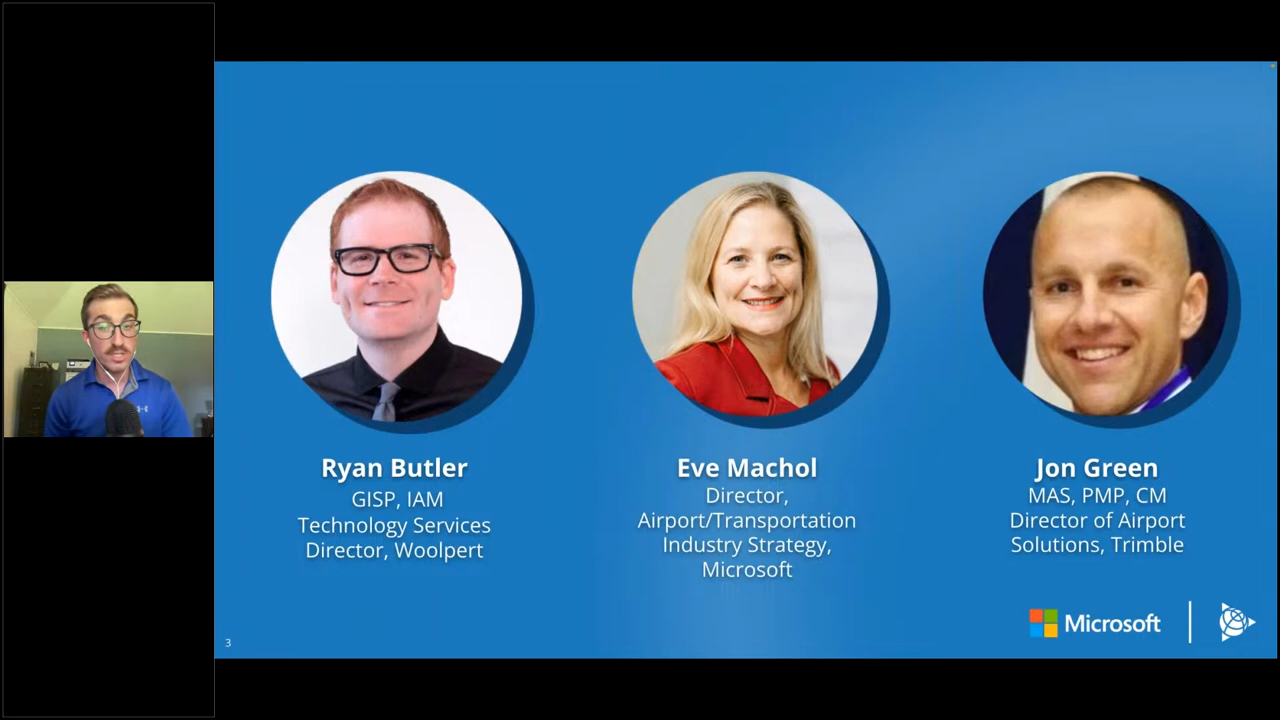 Ryan Butler
GISP, IAM
Technology Services
Director, Woolpert
Eve Machol
Director,
Airport/Transportation
Industry Strategy,
Microsoft
Jon Green
MAS, PMP, CM
Director of Airport
Solutions, Trimble
Microsoft
3